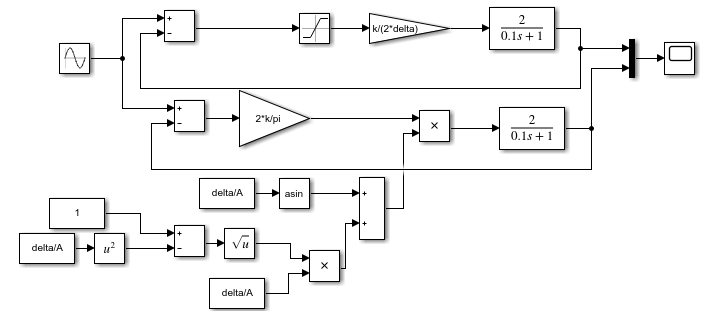 +
−
k/(2*delta)
2
0.1s + 1
+
−
2*k/pi
×
2
0.1s + 1
delta/A
asin
+
+
1
delta/A
u²
+
−
√u
×
delta/A